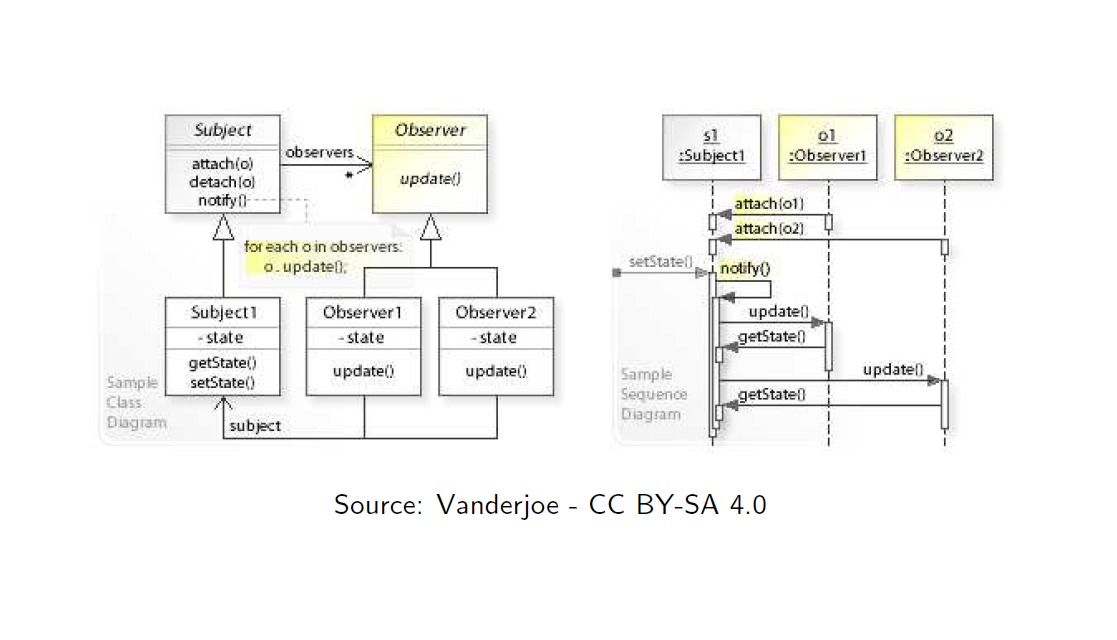 Subject
attach(o)
detach(o)
notify()
observers
*
Observer
update()
for each o in observers:
o . update();
Subject1
- state
getState()
setState()
Observer1
- state
update()
Observer2
- state
update()
subject
Sample
Class
Diagram
s1
:Subject1
o1
:Observer1
o2
:Observer2
attach(o1)
attach(o2)
setState()
notify()
update()
getState()
update()
getState()
Sample
Sequence
Diagram
Source: Vanderjoe - CC BY-SA 4.0